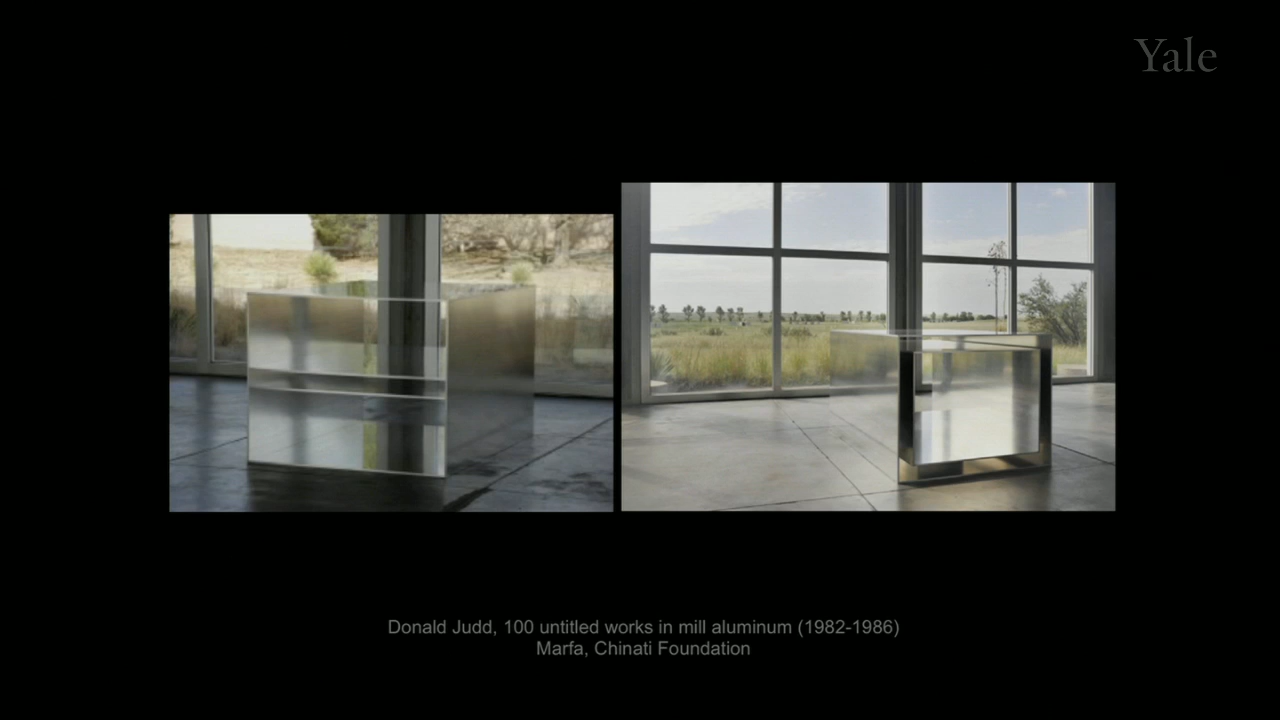 Yale
Donald Judd, 100 untitled works in mill aluminum (1982-1986)
Marfa, Chinati Foundation